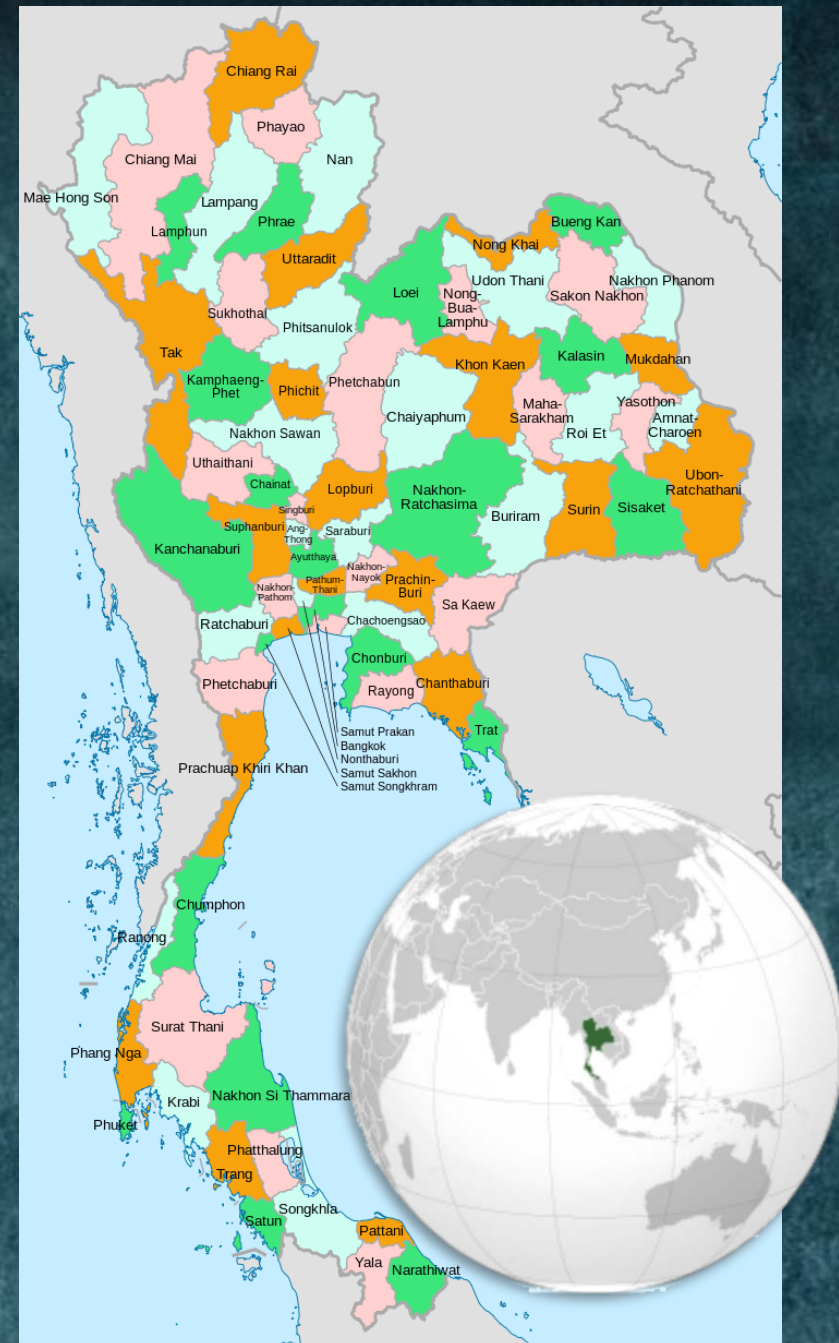 Chiang Rai
Phayao
Nan
Chiang Mai
Mae Hong Son
Lampang
Phrae
Lamphun
Bueng Kan
Nong Khai
Uttaradit
Udon Thani
Nakhon Phanom
Loei
Nong-
Bua-
Lamphu
Sakon Nakhon
Sukhothai
Phitsanulok
Tak
Khon Kaen
Kalasin
Mukdahan
Kamphaeng-
Phet
Phichit
Phetchabun
Chaiyaphum
Maha-
Sarakham
Yasothon
Amnat-
Charoen
Roi Et
Nakhon Sawan
Uthaithani
Chainat
Lopburi
Nakhon-
Ratchasima
Ubon-
Ratchathani
Singburi
Buriram
Surin
Sisaket
Suphanburi
Ang-
Thong
Saraburi
Kanchanaburi
Ayutthaya
Nakhon-
Nayok
Pathum-
Thani
Prachin-
Buri
Nakhon-
Pathom
Sa Kaew
Ratchaburi
Chachoengsao
Chonburi
Phetchaburi
Rayong
Chanthaburi
Trat
Samut Prakan
Bangkok
Nonthaburi
Samut Sakhon
Samut Songkhram
Prachuap Khiri Khan
Chumphon
Ranong
Surat Thani
Phang Nga
Krabi
Nakhon Si Thammara
Phuket
Phatthalung
Trang
Songkhla
Satun
Pattani
Yala
Narathiwat